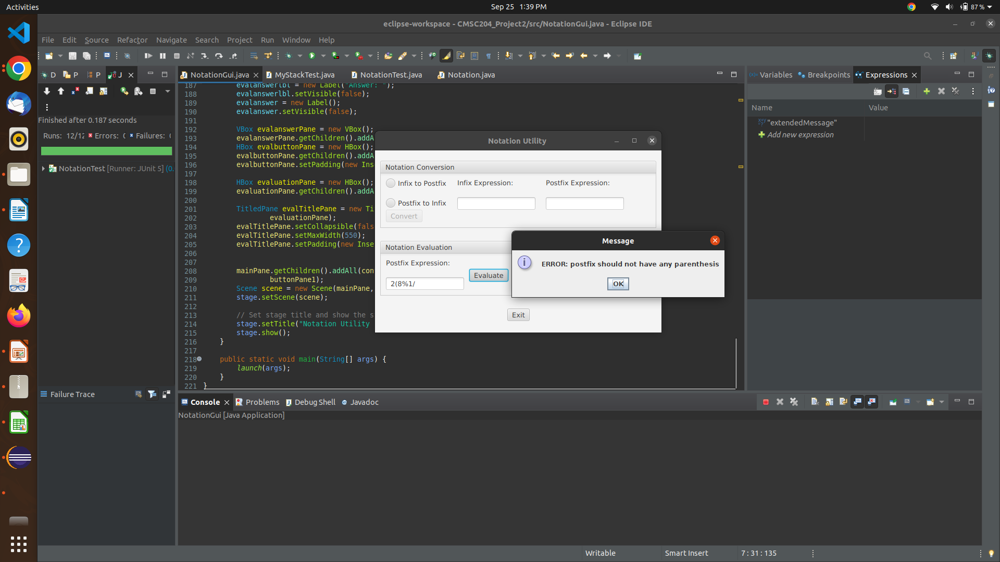 Activities
Sep 25 1:39 PM
87 %
eclipse-workspace - CMSC204_Project2/src/NotationGui.java - Eclipse IDE
File Edit Source Refactor Navigate Search Project Run Window Help
D P P J
NotationGui.java MyStackTest.java NotationTest.java Notation.java
Variables Breakpoints Expressions
Finished after 0.187 seconds
Runs: 12/12 Errors: Failures:
NotationTest [Runner: JUnit 5] (0.
Failure Trace
187 evalanswerlbl = new Label("Answer: ");
188 evalanswerlbl.setVisible(false);
189 evalanswer = new Label();
190 evalanswer.setVisible(false);
191
192 VBox evalanswerPane = new VBox();
193 evalanswerPane.getChildren().addA
194 HBox evalbuttonPane = new HBox();
195 evalbuttonPane.getChildren().addA
196 evalbuttonPane.setPadding(new Ins
197
198 HBox evaluationPane = new HBox();
199 evaluationPane.getChildren().addA
200
201 TitledPane evalTitlePane = new Ti
202 evaluationPane);
203 evalTitlePane.setCollapsible(fals
204 evalTitlePane.setMaxWidth(550);
205 evalTitlePane.setPadding(new Inse
206
207
208 mainPane.getChildren().addAll(con
209 buttonPane1);
210 Scene scene = new Scene(mainPane,
211 stage.setScene(scene);
212
213 // Set stage title and show the s
214 stage.setTitle("Notation Utility
215 stage.show();
216 }
217
218 public static void main(String[] args) {
219 launch(args);
220 }
221 }
Notation Utility
Notation Conversion
Infix to Postfix Infix Expression: Postfix Expression:
Postfix to Infix
Convert
Notation Evaluation
Postfix Expression:
Evaluate
2(8%1/
Exit
Message
ERROR: postfix should not have any parenthesis
OK
Name Value
"extendedMessage"
Add new expression
Console Problems Debug Shell Javadoc
NotationGui [Java Application]
Writable Smart Insert 7 : 31 : 135